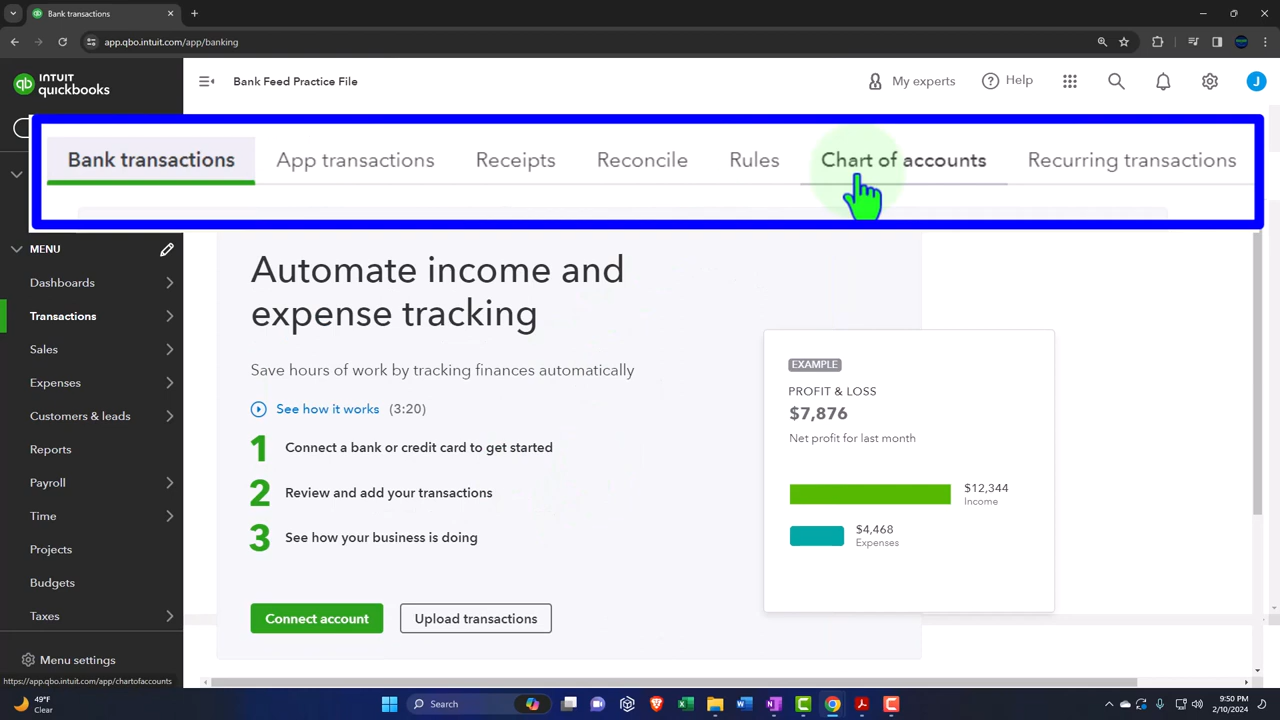 Bank transactions
app.qbo.intuit.com/app/banking
INTUIT
quickbooks
Bank Feed Practice File
My experts
Help
J
Bank transactions
App transactions
Receipts
Reconcile
Rules
Chart of accounts
Recurring transactions
MENU
Dashboards
Transactions
Sales
Expenses
Customers & leads
Reports
Payroll
Time
Projects
Budgets
Taxes
Menu settings
Automate income and
expense tracking
Save hours of work by tracking finances automatically
See how it works (3:20)
1 Connect a bank or credit card to get started
2 Review and add your transactions
3 See how your business is doing
Connect account
Upload transactions
EXAMPLE
PROFIT & LOSS
$7,876
Net profit for last month
$12,344
Income
$4,468
Expenses
https://app.qbo.intuit.com/app/chartofaccounts
49°F
Clear
Search
9:50 PM
2/10/2024